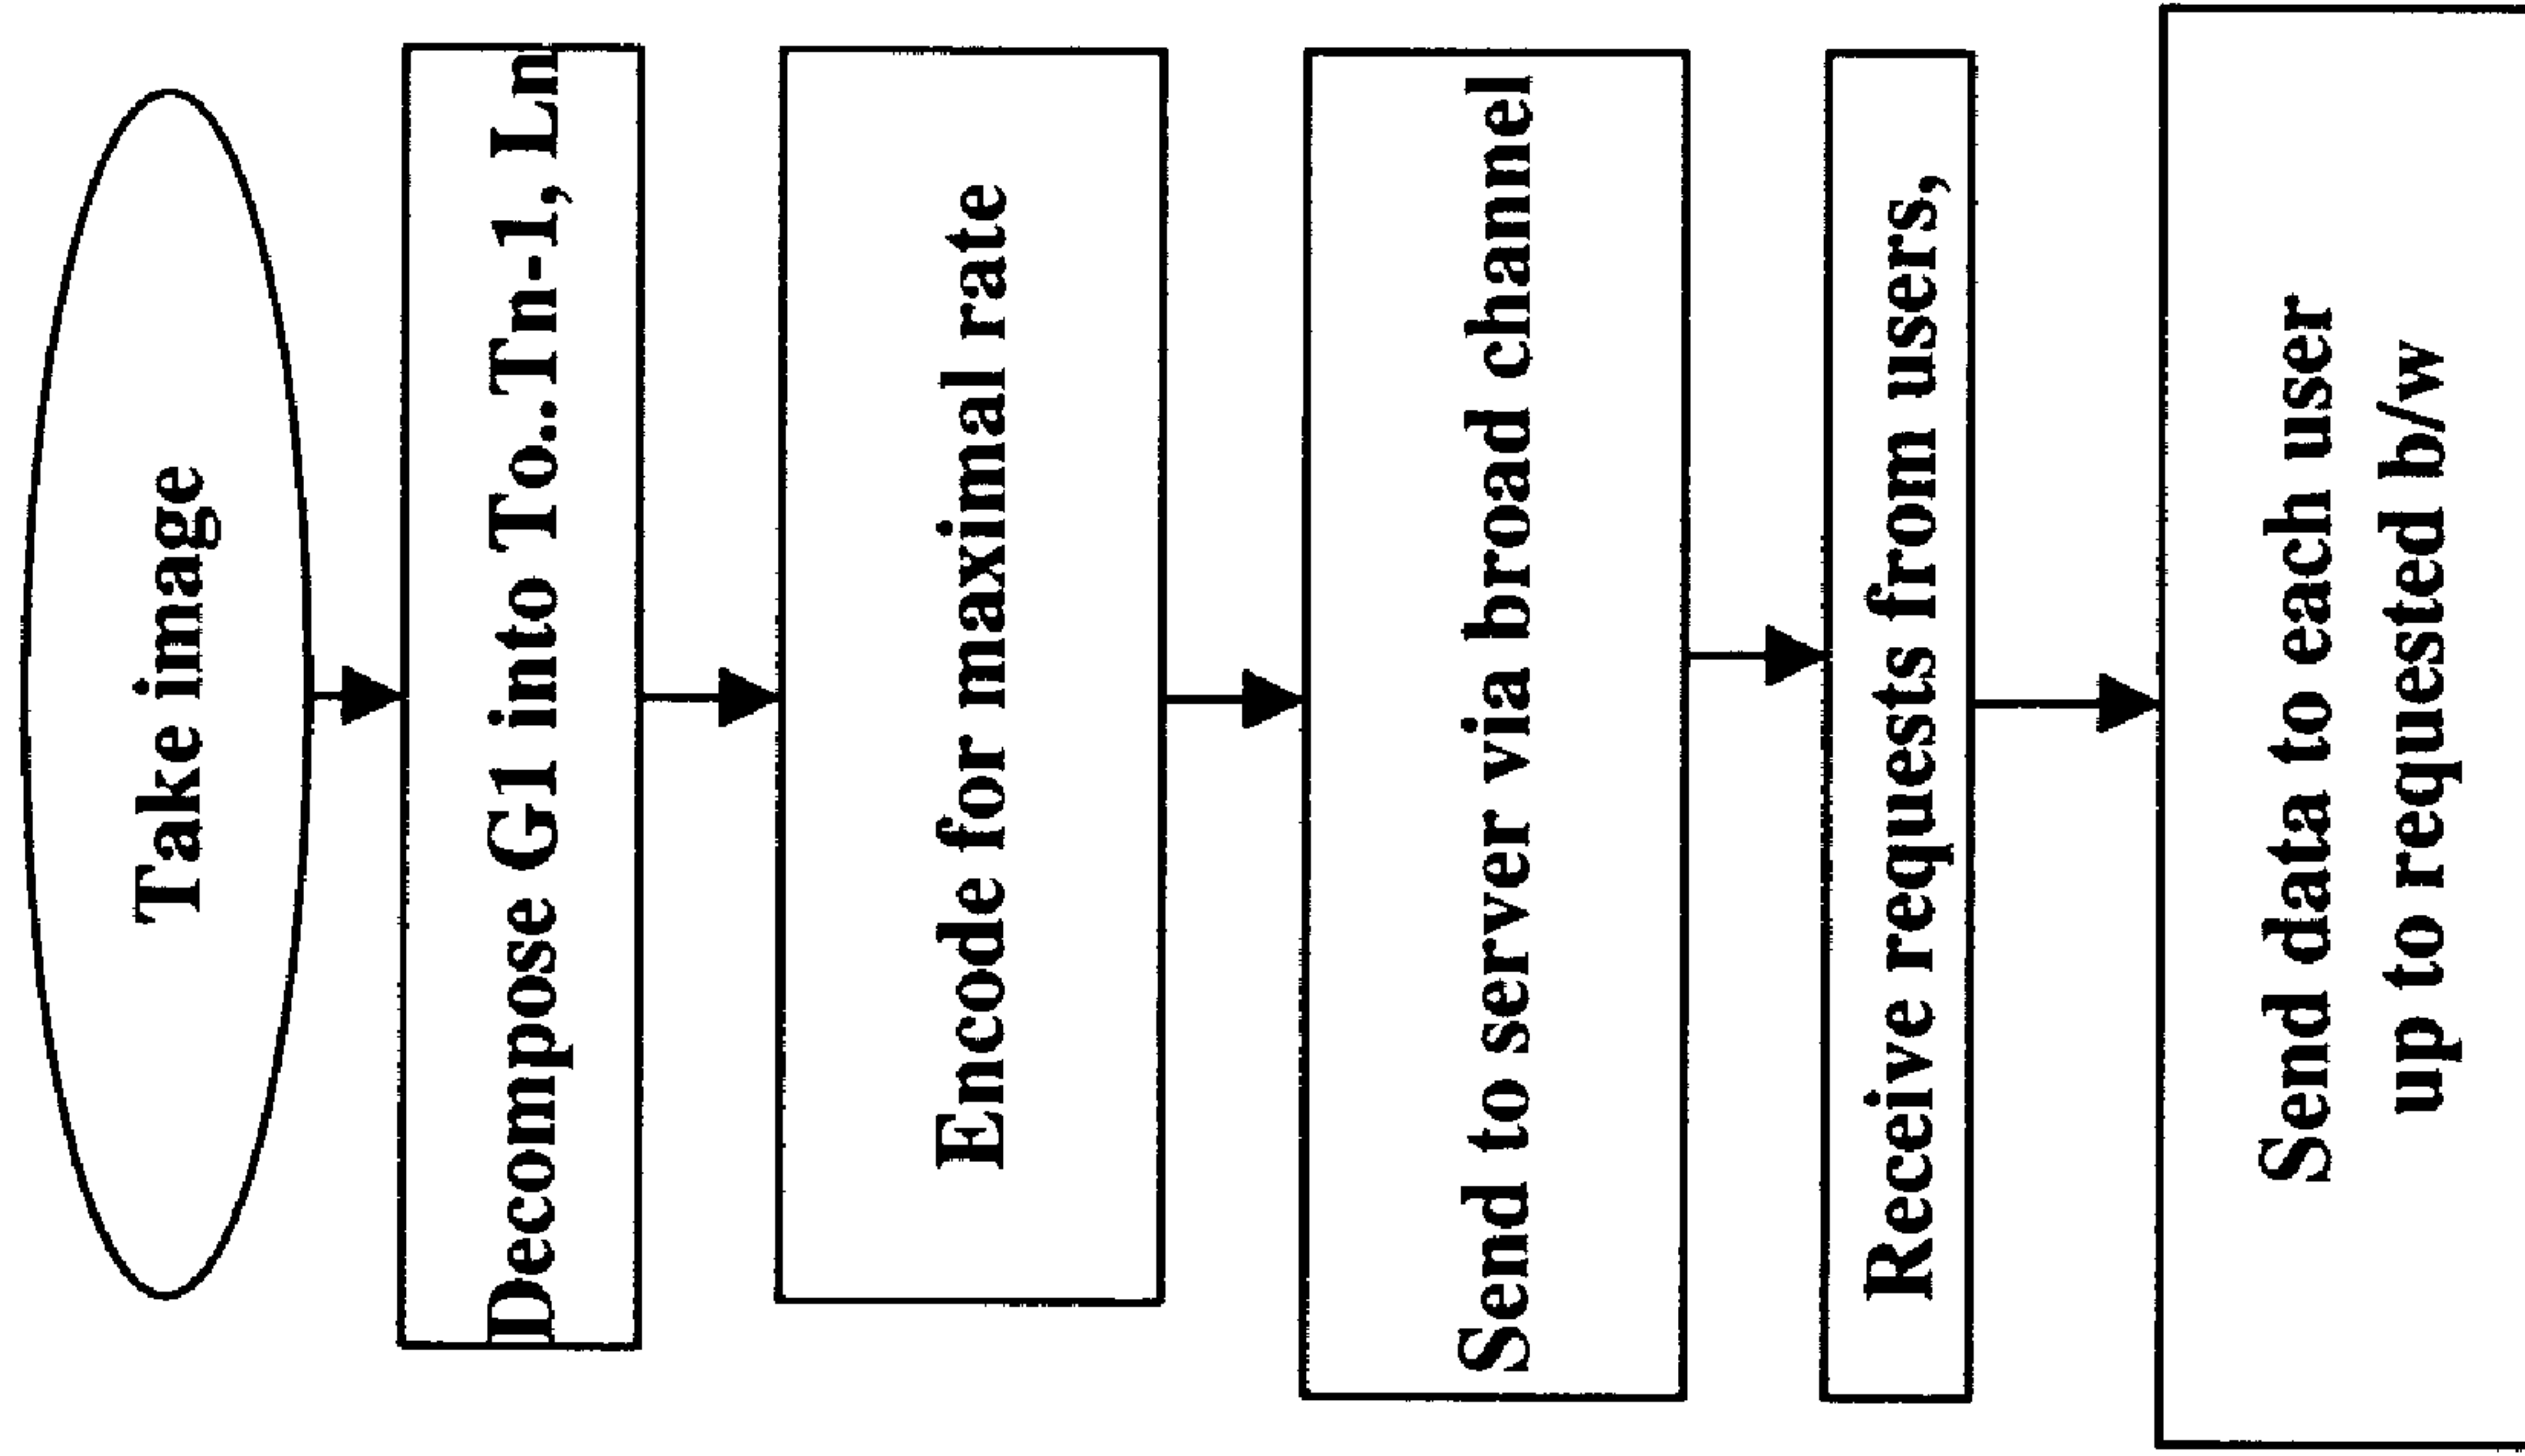 Take image
Decompose G1 into To..Tn-1, Ln
Encode for maximal rate
Send to server via broad channel
Receive requests from users,
Send data to each user
up to requested b/w